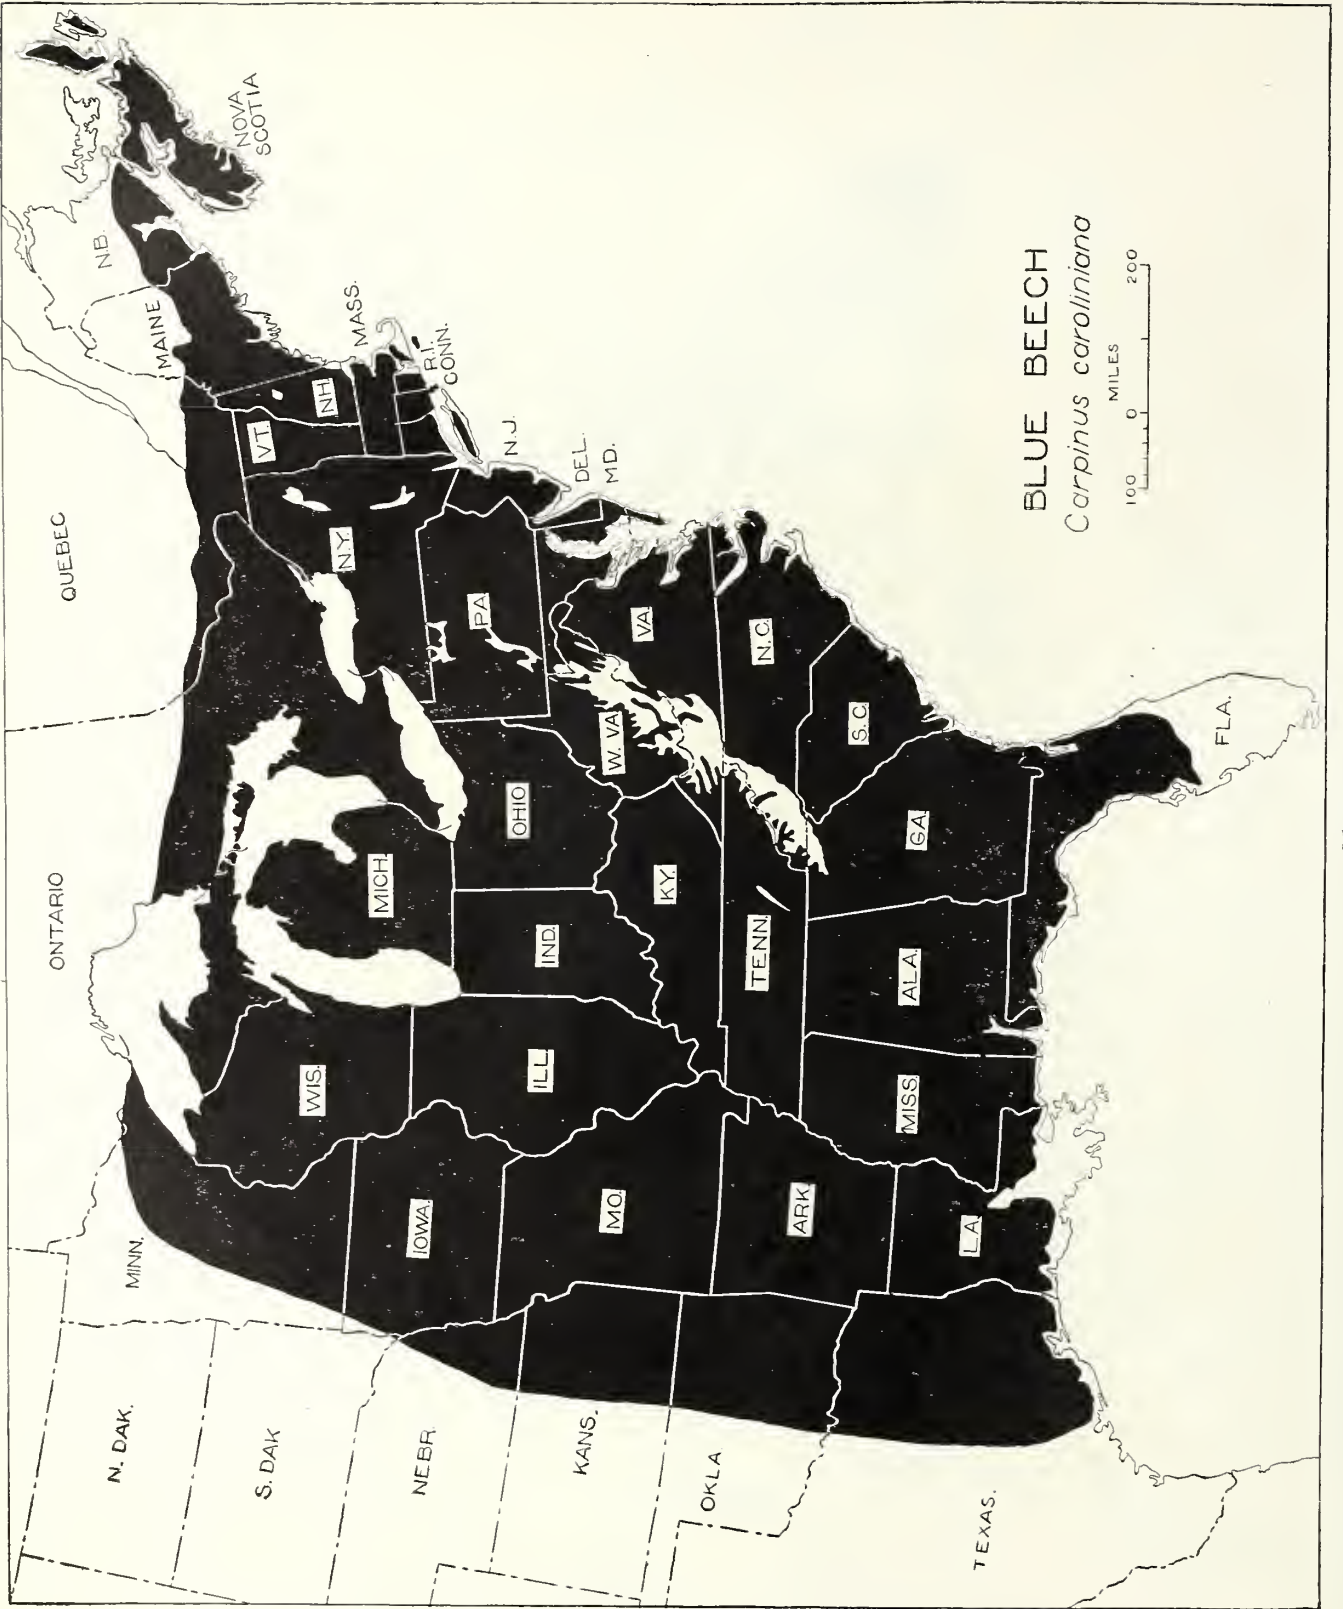 BLUE BEECH
Carpinus caroliniana
MILES
100 0 200
ONTARIO
QUEBEC
N.B.
NOVA
SCOTIA
MAINE
VT.
NH.
MASS.
R.I.
CONN.
N.Y.
N.J.
PA.
DEL.
MD.
N. DAK.
MINN.
WIS.
MICH.
S. DAK
IOWA.
ILL.
IND.
OHIO
W. VA.
VA.
NEBR.
KANS.
MO.
KY.
N.C.
TENN.
S.C.
OKLA
ARK.
TEXAS.
LA.
MISS.
ALA.
GA.
FLA.